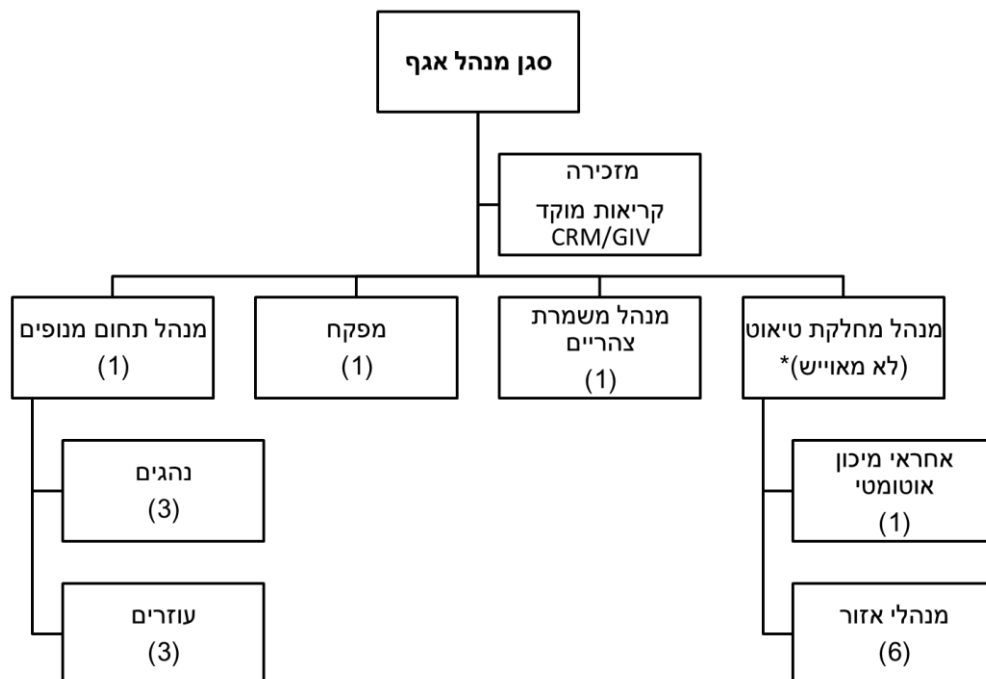 סגן מנהל אגף
מזכירה
קריאות מוקד
CRM/GIV
מנהל מחלקת טיאוט
(לא מאוייש)*
מנהל משמרת
צהריים
(1)
מפקח
(1)
מנהל תחום מנופים
(1)
אחראי מיכון
אוטומטי
(1)
מנהלי אזור
(6)
נהגים
(3)
עוזרים
(3)